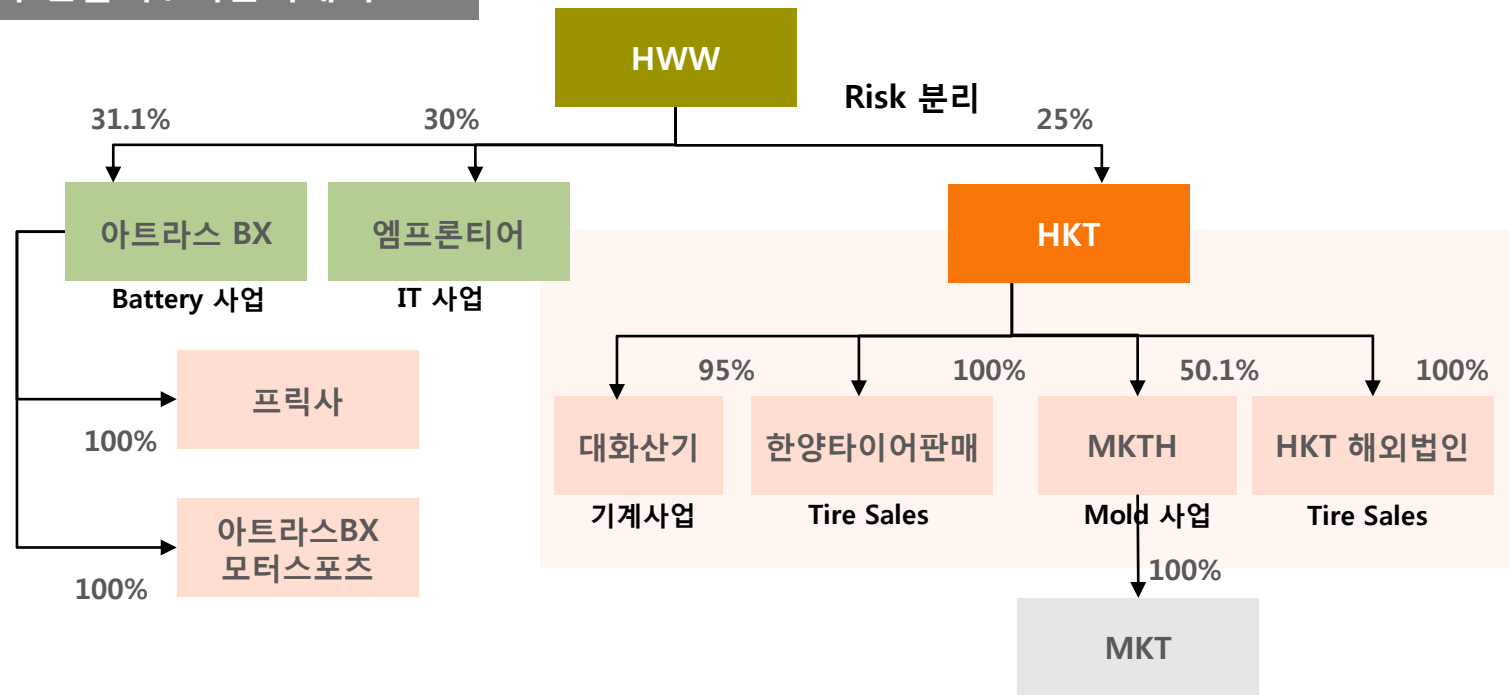 HWW
Risk 분리
31.1%
30%
25%
아트라스 BX
엠프론티어
HKT
Battery 사업
IT 사업
95%
100%
50.1%
100%
프릭사
100%
대화산기
한양타이어판매
MKTH
HKT 해외법인
기계사업
Tire Sales
Mold 사업
Tire Sales
아트라스BX
모터스포츠
100%
100%
MKT